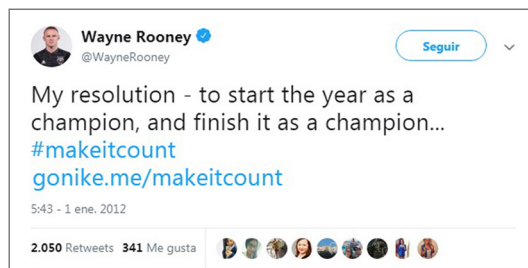 Wayne Rooney
@WayneRooney
Seguir
My resolution - to start the year as a
champion, and finish it as a champion...
#makeitcount
gonike.me/makeitcount
5:43 - 1 ene. 2012
2.050 Retweets 341 Me gusta